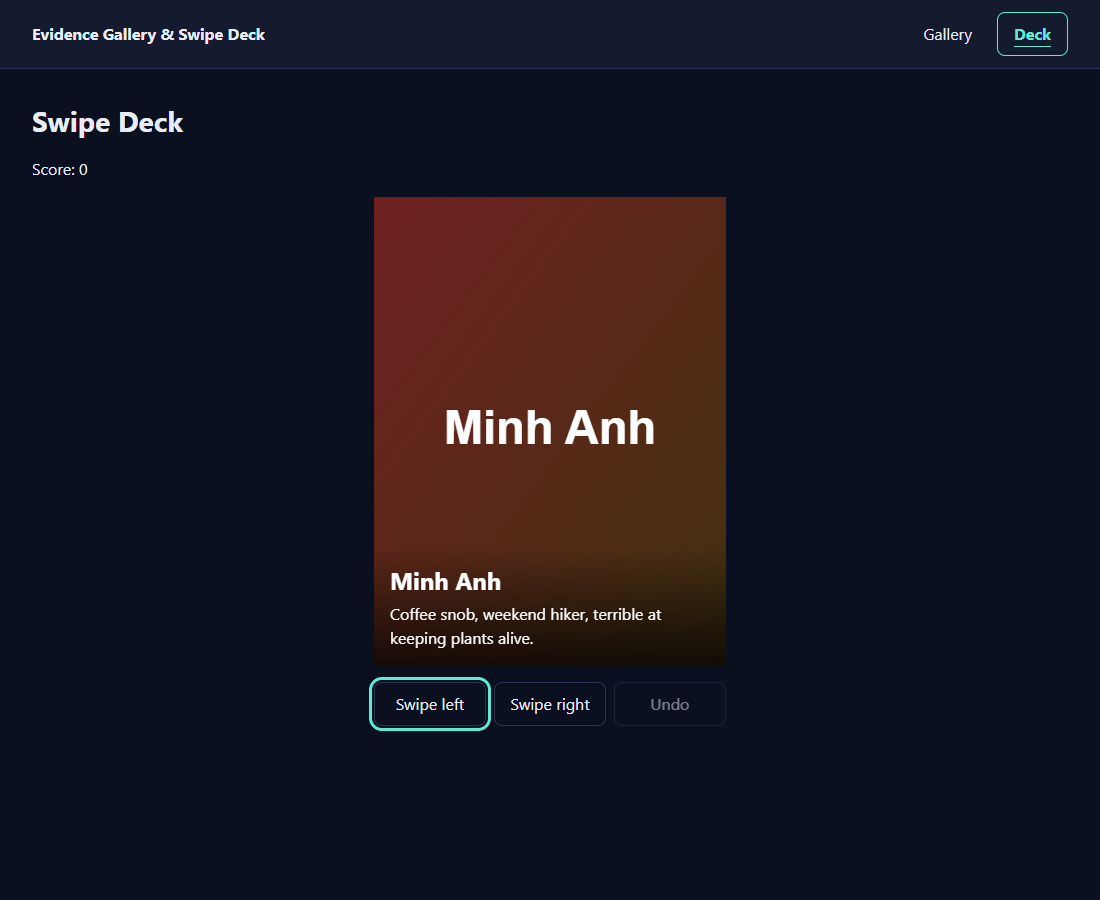 Evidence Gallery & Swipe Deck
Gallery
Deck
Swipe Deck
Score: 0
Minh Anh
Minh Anh
Coffee snob, weekend hiker, terrible at
keeping plants alive.
Swipe left
Swipe right
Undo